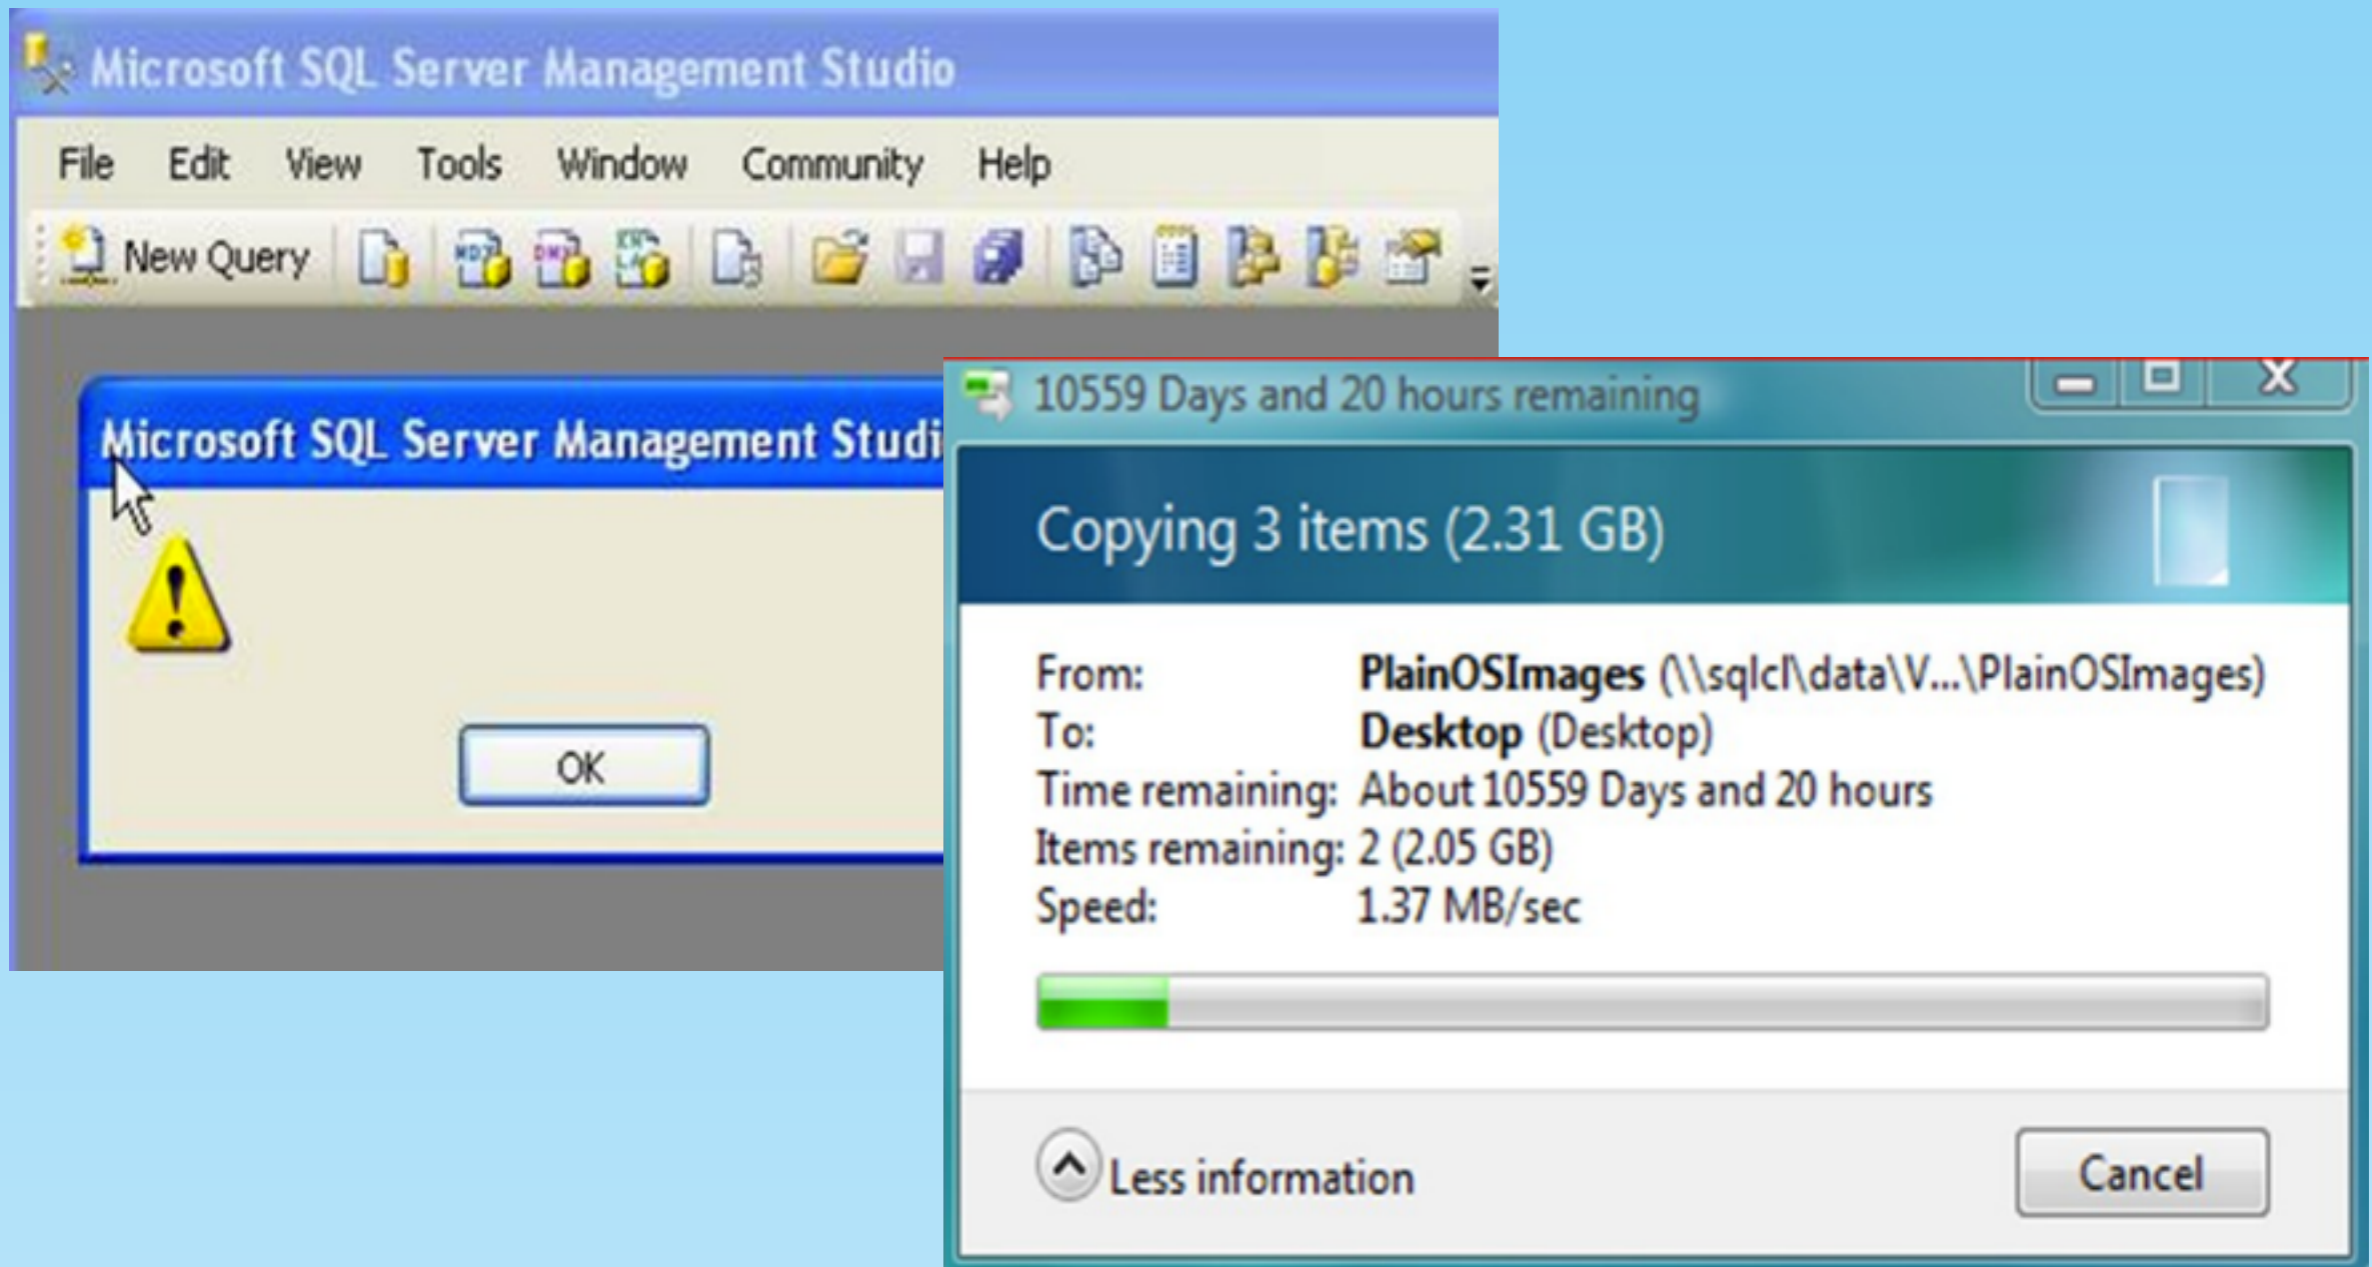 Microsoft SQL Server Management Studio
File Edit View Tools Window Community Help
New Query
Microsoft SQL Server Management Studi
OK
10559 Days and 20 hours remaining
Copying 3 items (2.31 GB)
From: PlainOSImages (\\sqlcl\data\V...\PlainOSImages)
To: Desktop (Desktop)
Time remaining: About 10559 Days and 20 hours
Items remaining: 2 (2.05 GB)
Speed: 1.37 MB/sec
Less information
Cancel